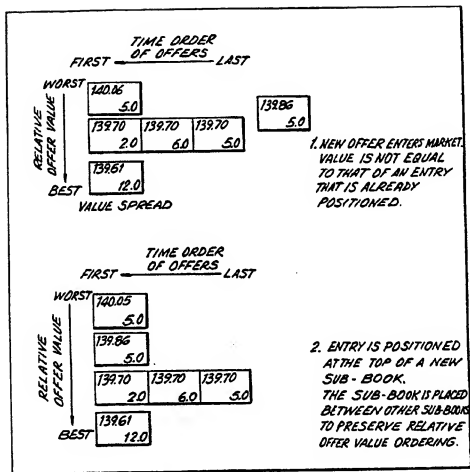 TIME ORDER
OF OFFERS
FIRST LAST
WORST
RELATIVE
OFFER VALUE
BEST
140.06
5.0
139.70 139.70 139.70
2.0 6.0 5.0
139.61
12.0
VALUE SPREAD
139.86
5.0
1. NEW OFFER ENTERS MARKET.
VALUE IS NOT EQUAL
TO THAT OF AN ENTRY
THAT IS ALREADY
POSITIONED.
TIME ORDER
OF OFFERS
FIRST LAST
WORST
RELATIVE
OFFER VALUE
BEST
140.05
5.0
139.86
5.0
139.70 139.70 139.70
2.0 6.0 5.0
139.61
12.0
2. ENTRY IS POSITIONED
AT THE TOP OF A NEW
SUB-BOOK.
THE SUB-BOOK IS PLACED
BETWEEN OTHER SUB-BOOKS
TO PRESERVE RELATIVE
OFFER VALUE ORDERING.